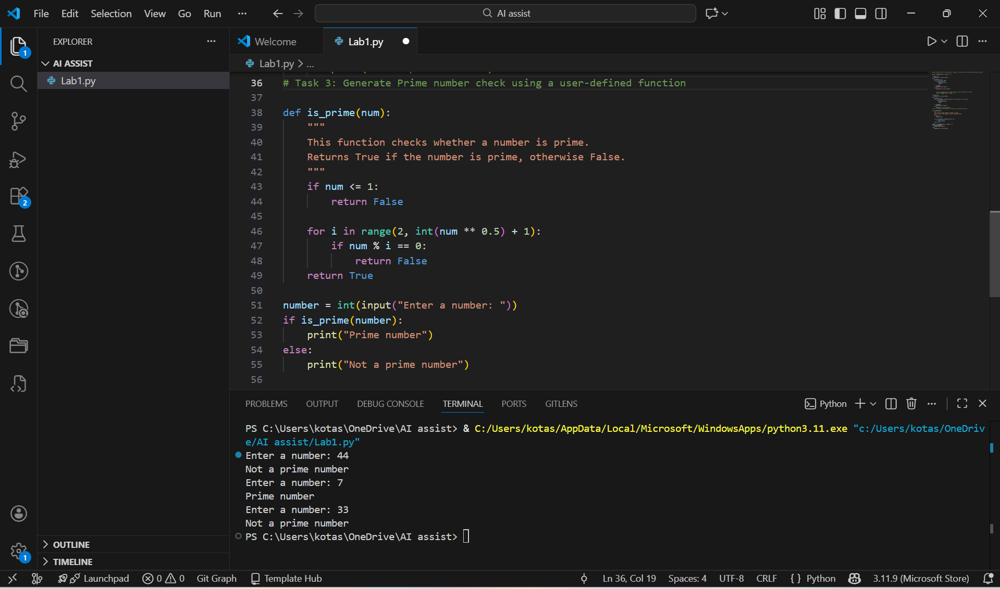 File Edit Selection View Go Run ··· AI assist
EXPLORER ···
AI ASSIST
Lab1.py
Welcome Lab1.py
Lab1.py > ...
36 # Task 3: Generate Prime number check using a user-defined function
37
38 def is_prime(num):
39     """
40     This function checks whether a number is prime.
41     Returns True if the number is prime, otherwise False.
42     """
43     if num <= 1:
44         return False
45
46     for i in range(2, int(num ** 0.5) + 1):
47         if num % i == 0:
48             return False
49     return True
50
51 number = int(input("Enter a number: "))
52 if is_prime(number):
53     print("Prime number")
54 else:
55     print("Not a prime number")
56
PROBLEMS OUTPUT DEBUG CONSOLE TERMINAL PORTS GITLENS Python
PS C:\Users\kotas\OneDrive\AI assist> & C:/Users/kotas/AppData/Local/Microsoft/WindowsApps/python3.11.exe "c:/Users/kotas/OneDriv
e/AI assist/Lab1.py"
Enter a number: 44
Not a prime number
Enter a number: 7
Prime number
Enter a number: 33
Not a prime number
PS C:\Users\kotas\OneDrive\AI assist>
1
2
1
OUTLINE
TIMELINE
Launchpad 0 0 Git Graph Template Hub Ln 36, Col 19 Spaces: 4 UTF-8 CRLF { } Python 3.11.9 (Microsoft Store)